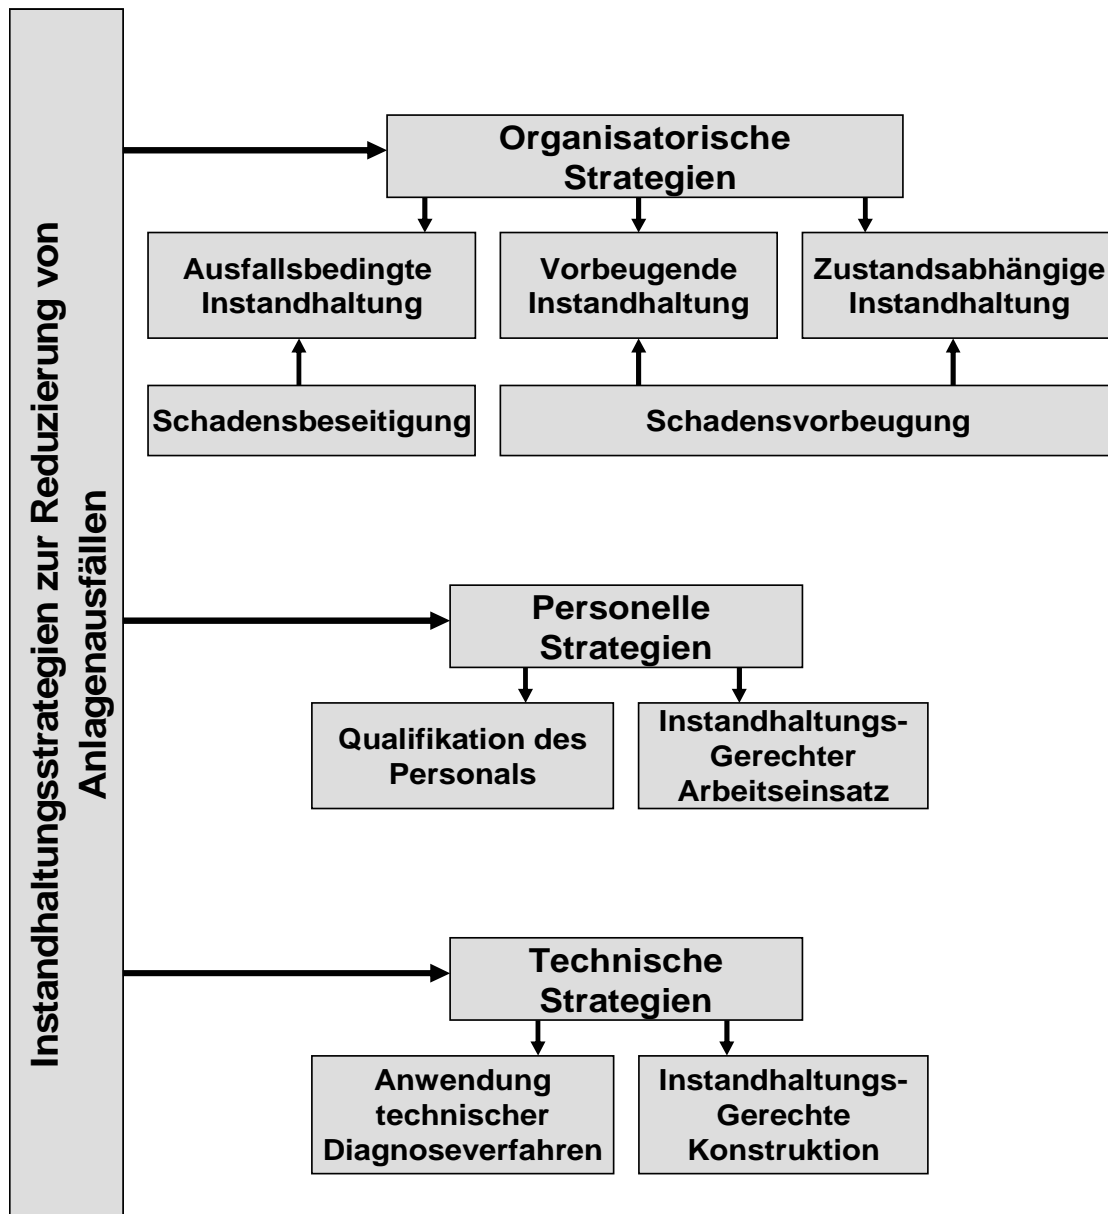 Instandhaltungsstrategien zur Reduzierung von
Anlagenausfällen
Organisatorische
Strategien
Ausfallsbedingte
Instandhaltung
Vorbeugende
Instandhaltung
Zustandsabhängige
Instandhaltung
Schadensbeseitigung
Schadensvorbeugung
Personelle
Strategien
Qualifikation des
Personals
Instandhaltungs-
Gerechter
Arbeitseinsatz
Technische
Strategien
Anwendung
technischer
Diagnoseverfahren
Instandhaltungs-
Gerechte
Konstruktion